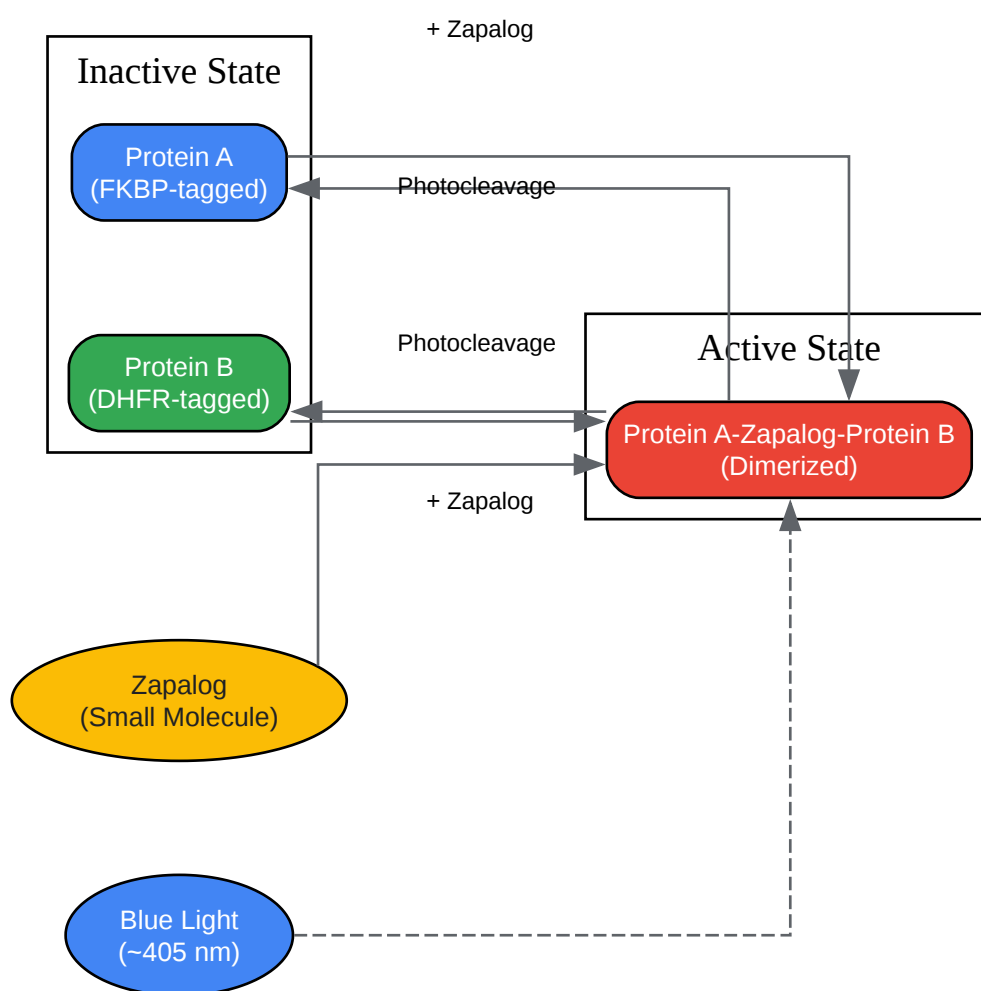 + Zapalog
Inactive State
Protein A
(FKBP-tagged)
Photocleavage
Protein B
(DHFR-tagged)
Photocleavage
Active State
Protein A-Zapalog-Protein B
(Dimerized)
+ Zapalog
Zapalog
(Small Molecule)
Blue Light
(~405 nm)